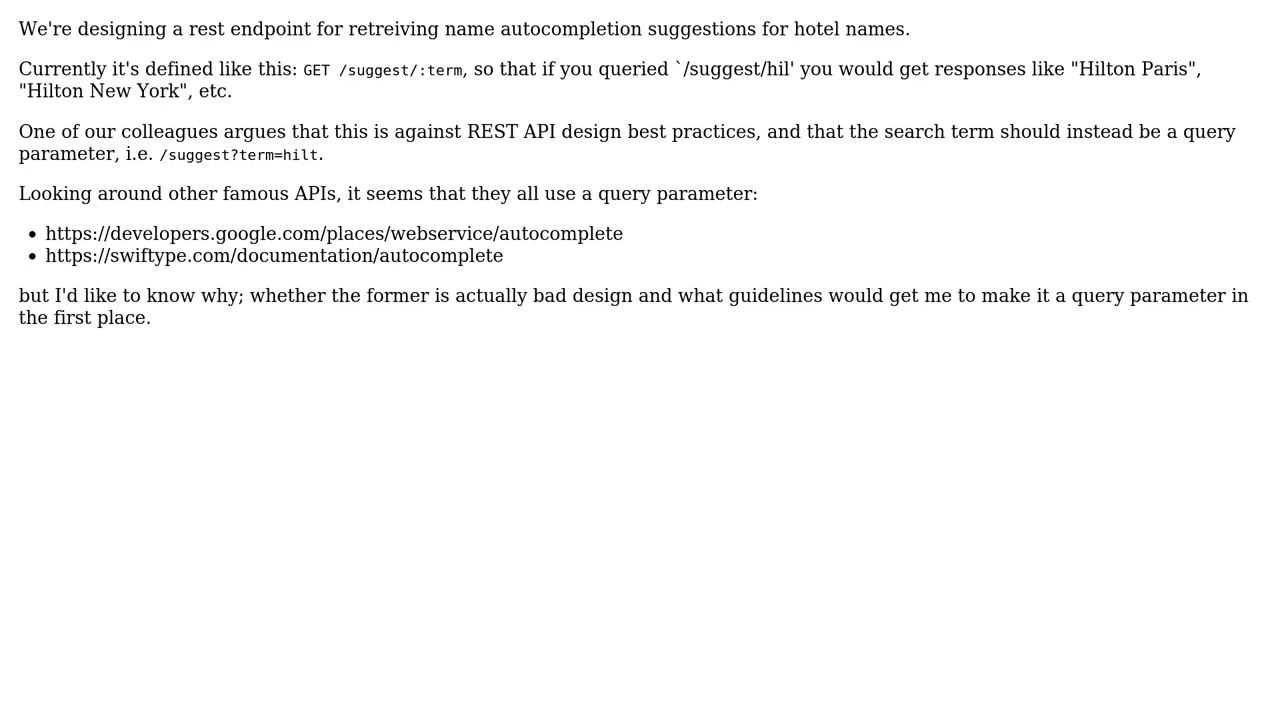 We're designing a rest endpoint for retreiving name autocompletion suggestions for hotel names.
Currently it's defined like this: GET /suggest/:term, so that if you queried `/suggest/hil' you would get responses like "Hilton Paris",
"Hilton New York", etc.
One of our colleagues argues that this is against REST API design best practices, and that the search term should instead be a query
parameter, i.e. /suggest?term=hilt.
Looking around other famous APIs, it seems that they all use a query parameter:
• https://developers.google.com/places/webservice/autocomplete
• https://swiftype.com/documentation/autocomplete
but I'd like to know why; whether the former is actually bad design and what guidelines would get me to make it a query parameter in
the first place.